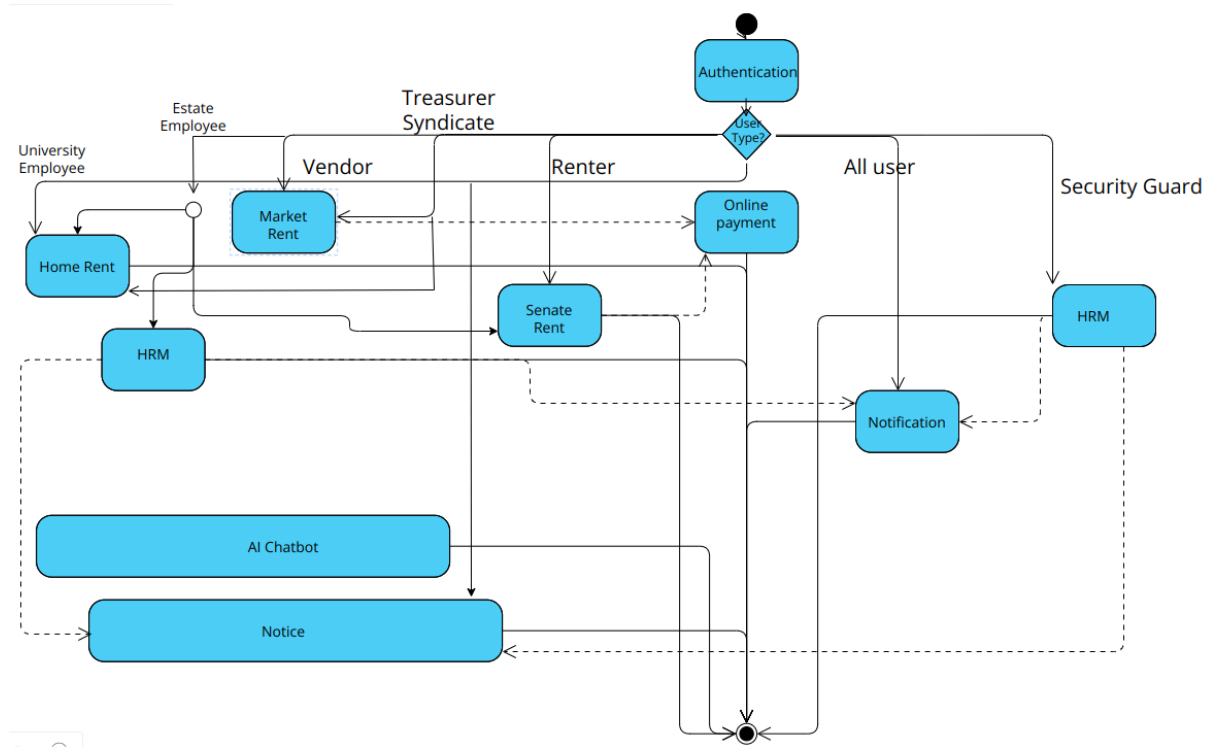 Authentication
User
Type?
Treasurer
Syndicate
Estate
Employee
University
Employee
Vendor
Renter
All user
Security Guard
Market
Rent
Online
payment
Home Rent
Senate
Rent
HRM
HRM
Notification
AI Chatbot
Notice